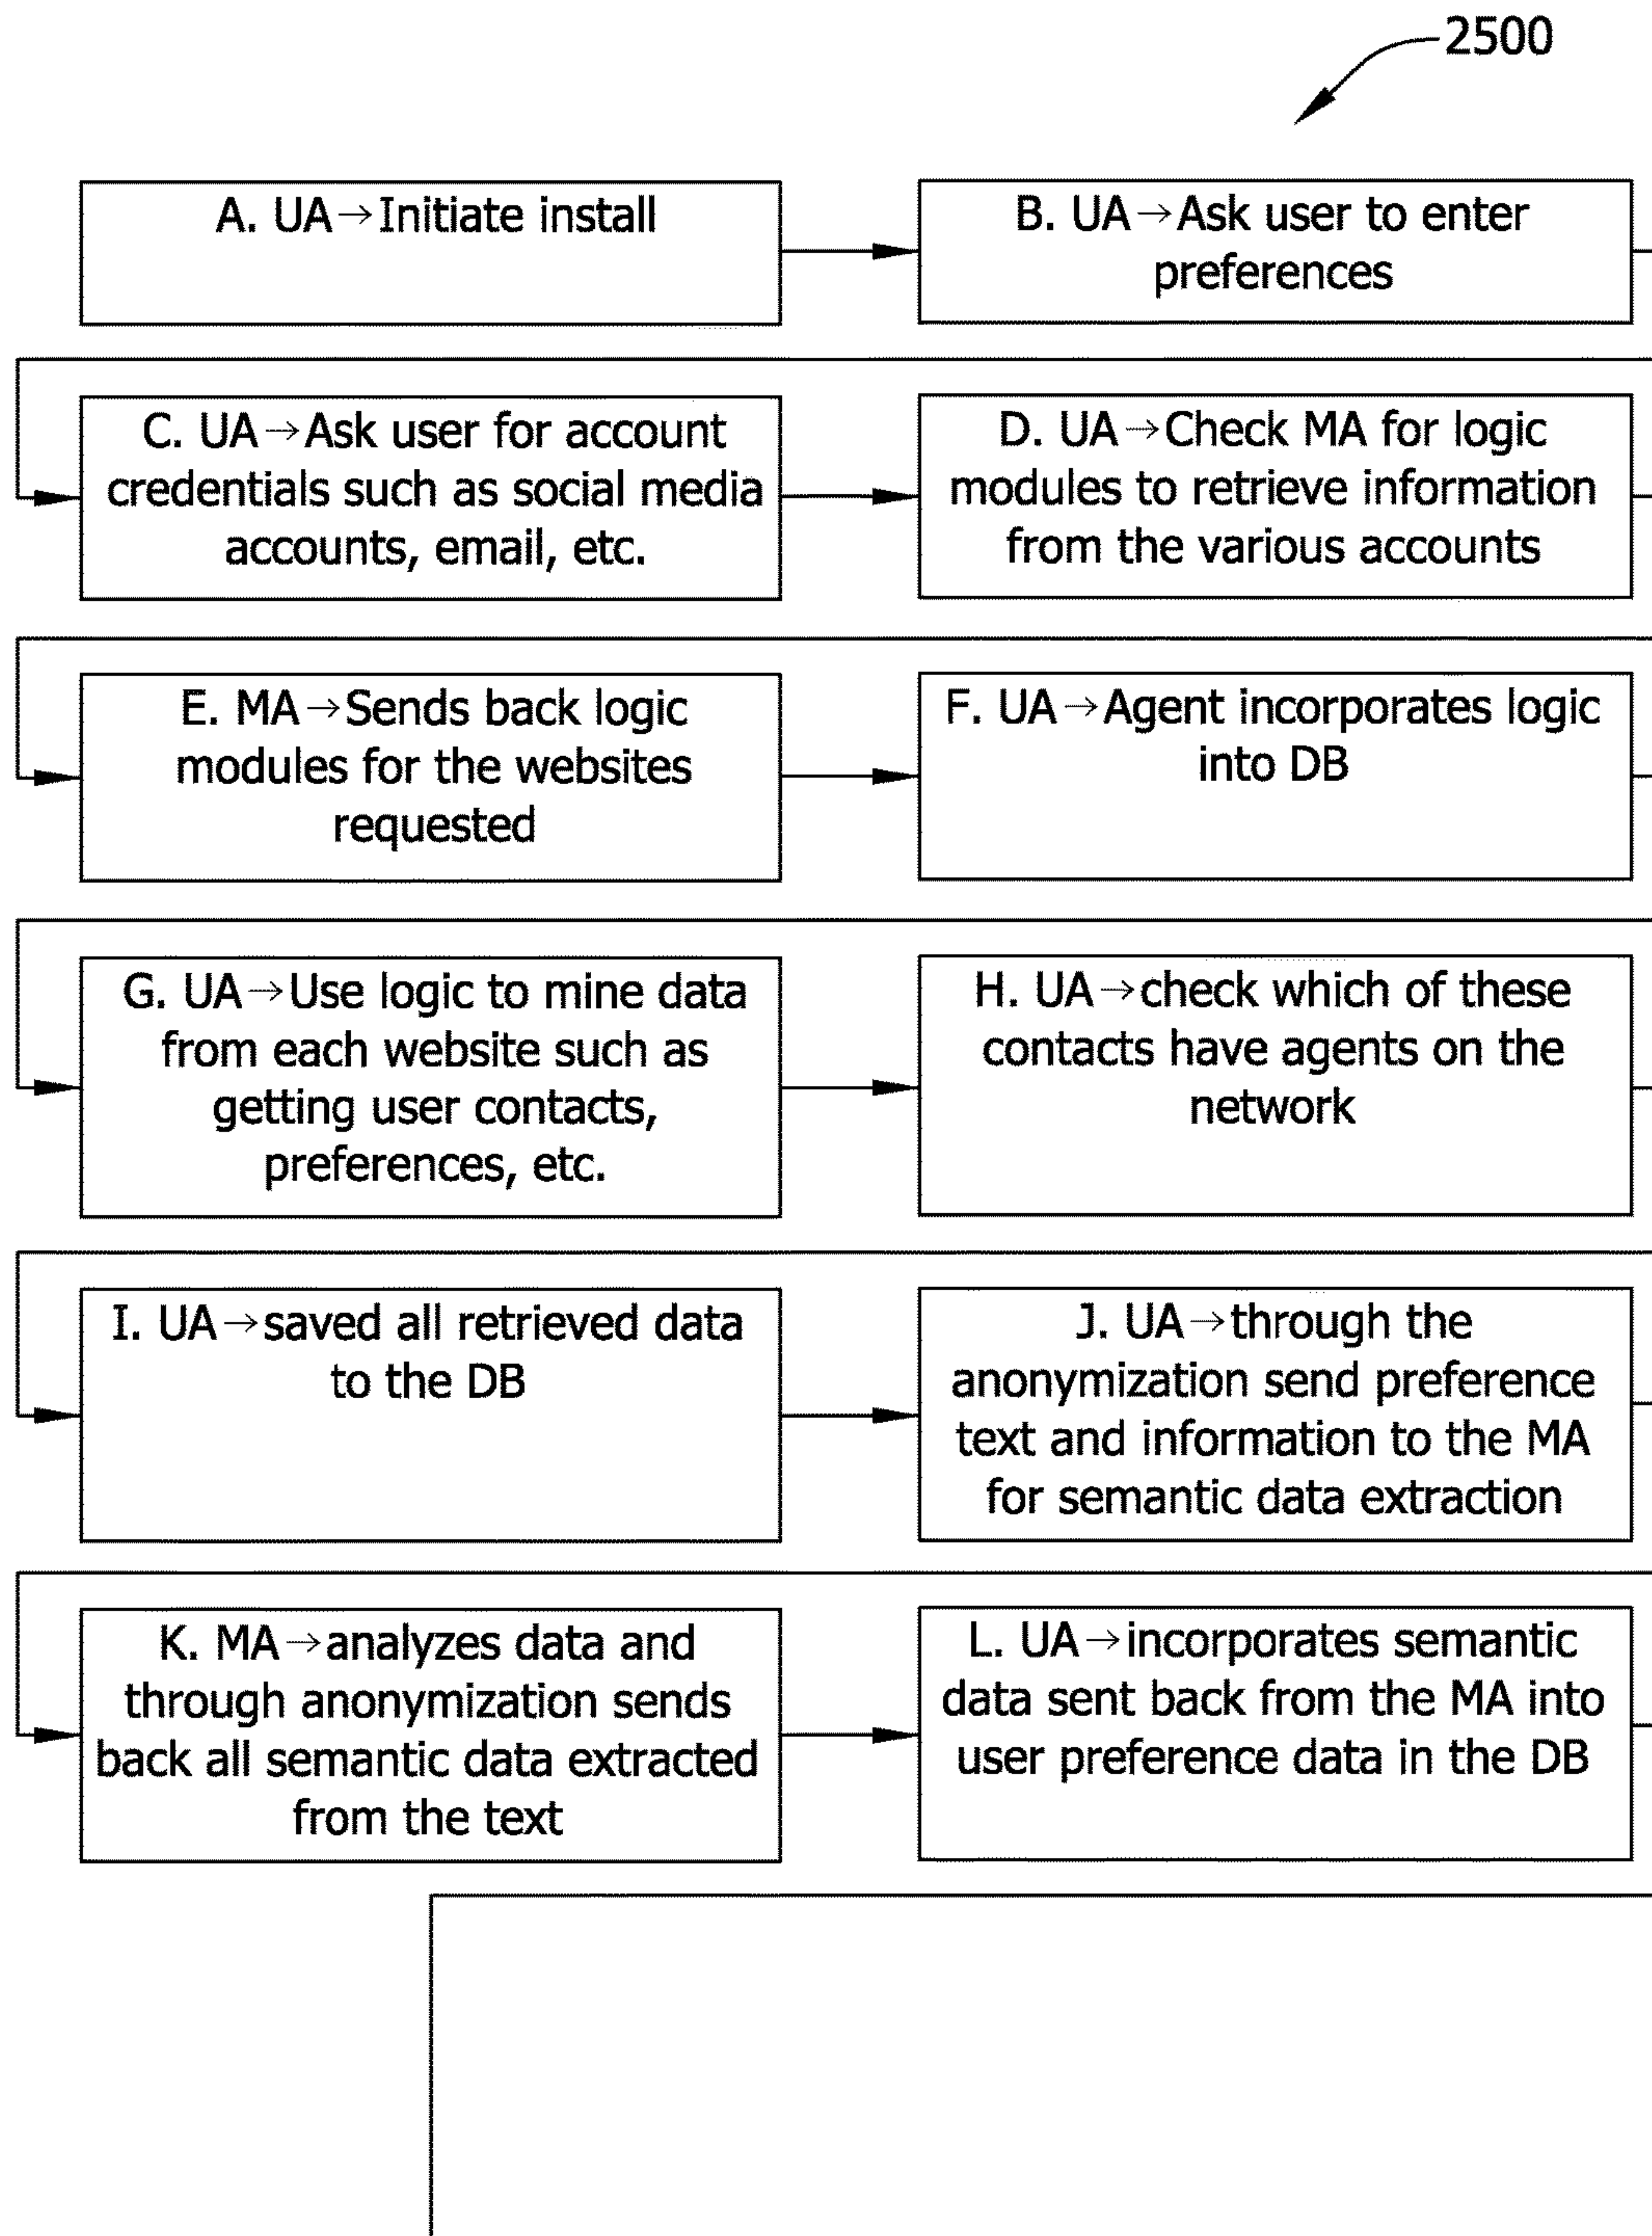 2500
A. UA→Initiate install
B. UA→Ask user to enter
preferences
C. UA→Ask user for account
credentials such as social media
accounts, email, etc.
D. UA→Check MA for logic
modules to retrieve information
from the various accounts
E. MA→Sends back logic
modules for the websites
requested
F. UA→Agent incorporates logic
into DB
G. UA→Use logic to mine data
from each website such as
getting user contacts,
preferences, etc.
H. UA→check which of these
contacts have agents on the
network
I. UA→saved all retrieved data
to the DB
J. UA→through the
anonymization send preference
text and information to the MA
for semantic data extraction
K. MA→analyzes data and
through anonymization sends
back all semantic data extracted
from the text
L. UA→incorporates semantic
data sent back from the MA into
user preference data in the DB